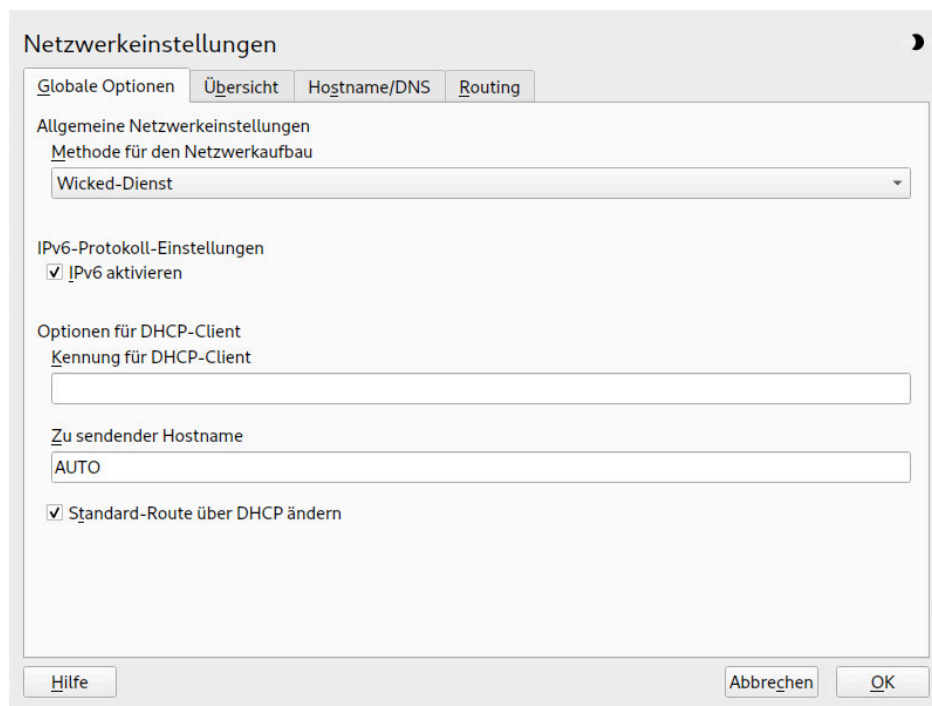 Netzwerkeinstellungen
Globale Optionen Übersicht Hostname/DNS Routing
Allgemeine Netzwerkeinstellungen
Methode für den Netzwerkaufbau
Wicked-Dienst
IPv6-Protokoll-Einstellungen
IPv6 aktivieren
Optionen für DHCP-Client
Kennung für DHCP-Client
Zu sendender Hostname
AUTO
Standard-Route über DHCP ändern
Hilfe Abbrechen OK